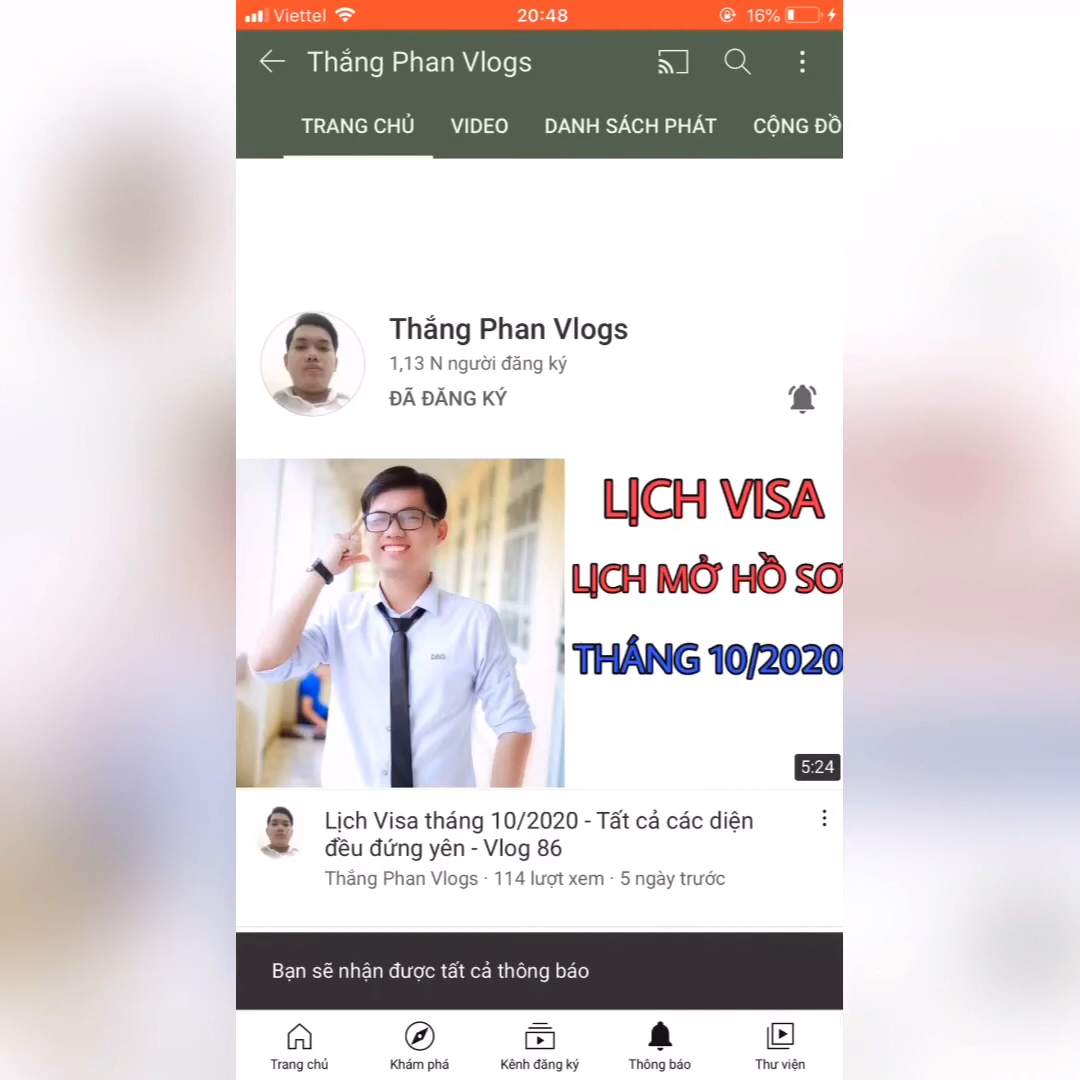 Viettel 20:48 16%
Thắng Phan Vlogs
TRANG CHỦ VIDEO DANH SÁCH PHÁT CỘNG ĐỒ
Thắng Phan Vlogs
1,13 N người đăng ký
ĐÃ ĐĂNG KÝ
LỊCH VISA
LỊCH MỞ HỒ SƠ
THÁNG 10/2020
5:24
Lịch Visa tháng 10/2020 - Tất cả các diện
đều đứng yên - Vlog 86
Thắng Phan Vlogs · 114 lượt xem · 5 ngày trước
Bạn sẽ nhận được tất cả thông báo
Trang chủ Khám phá Kênh đăng ký Thông báo Thư viện